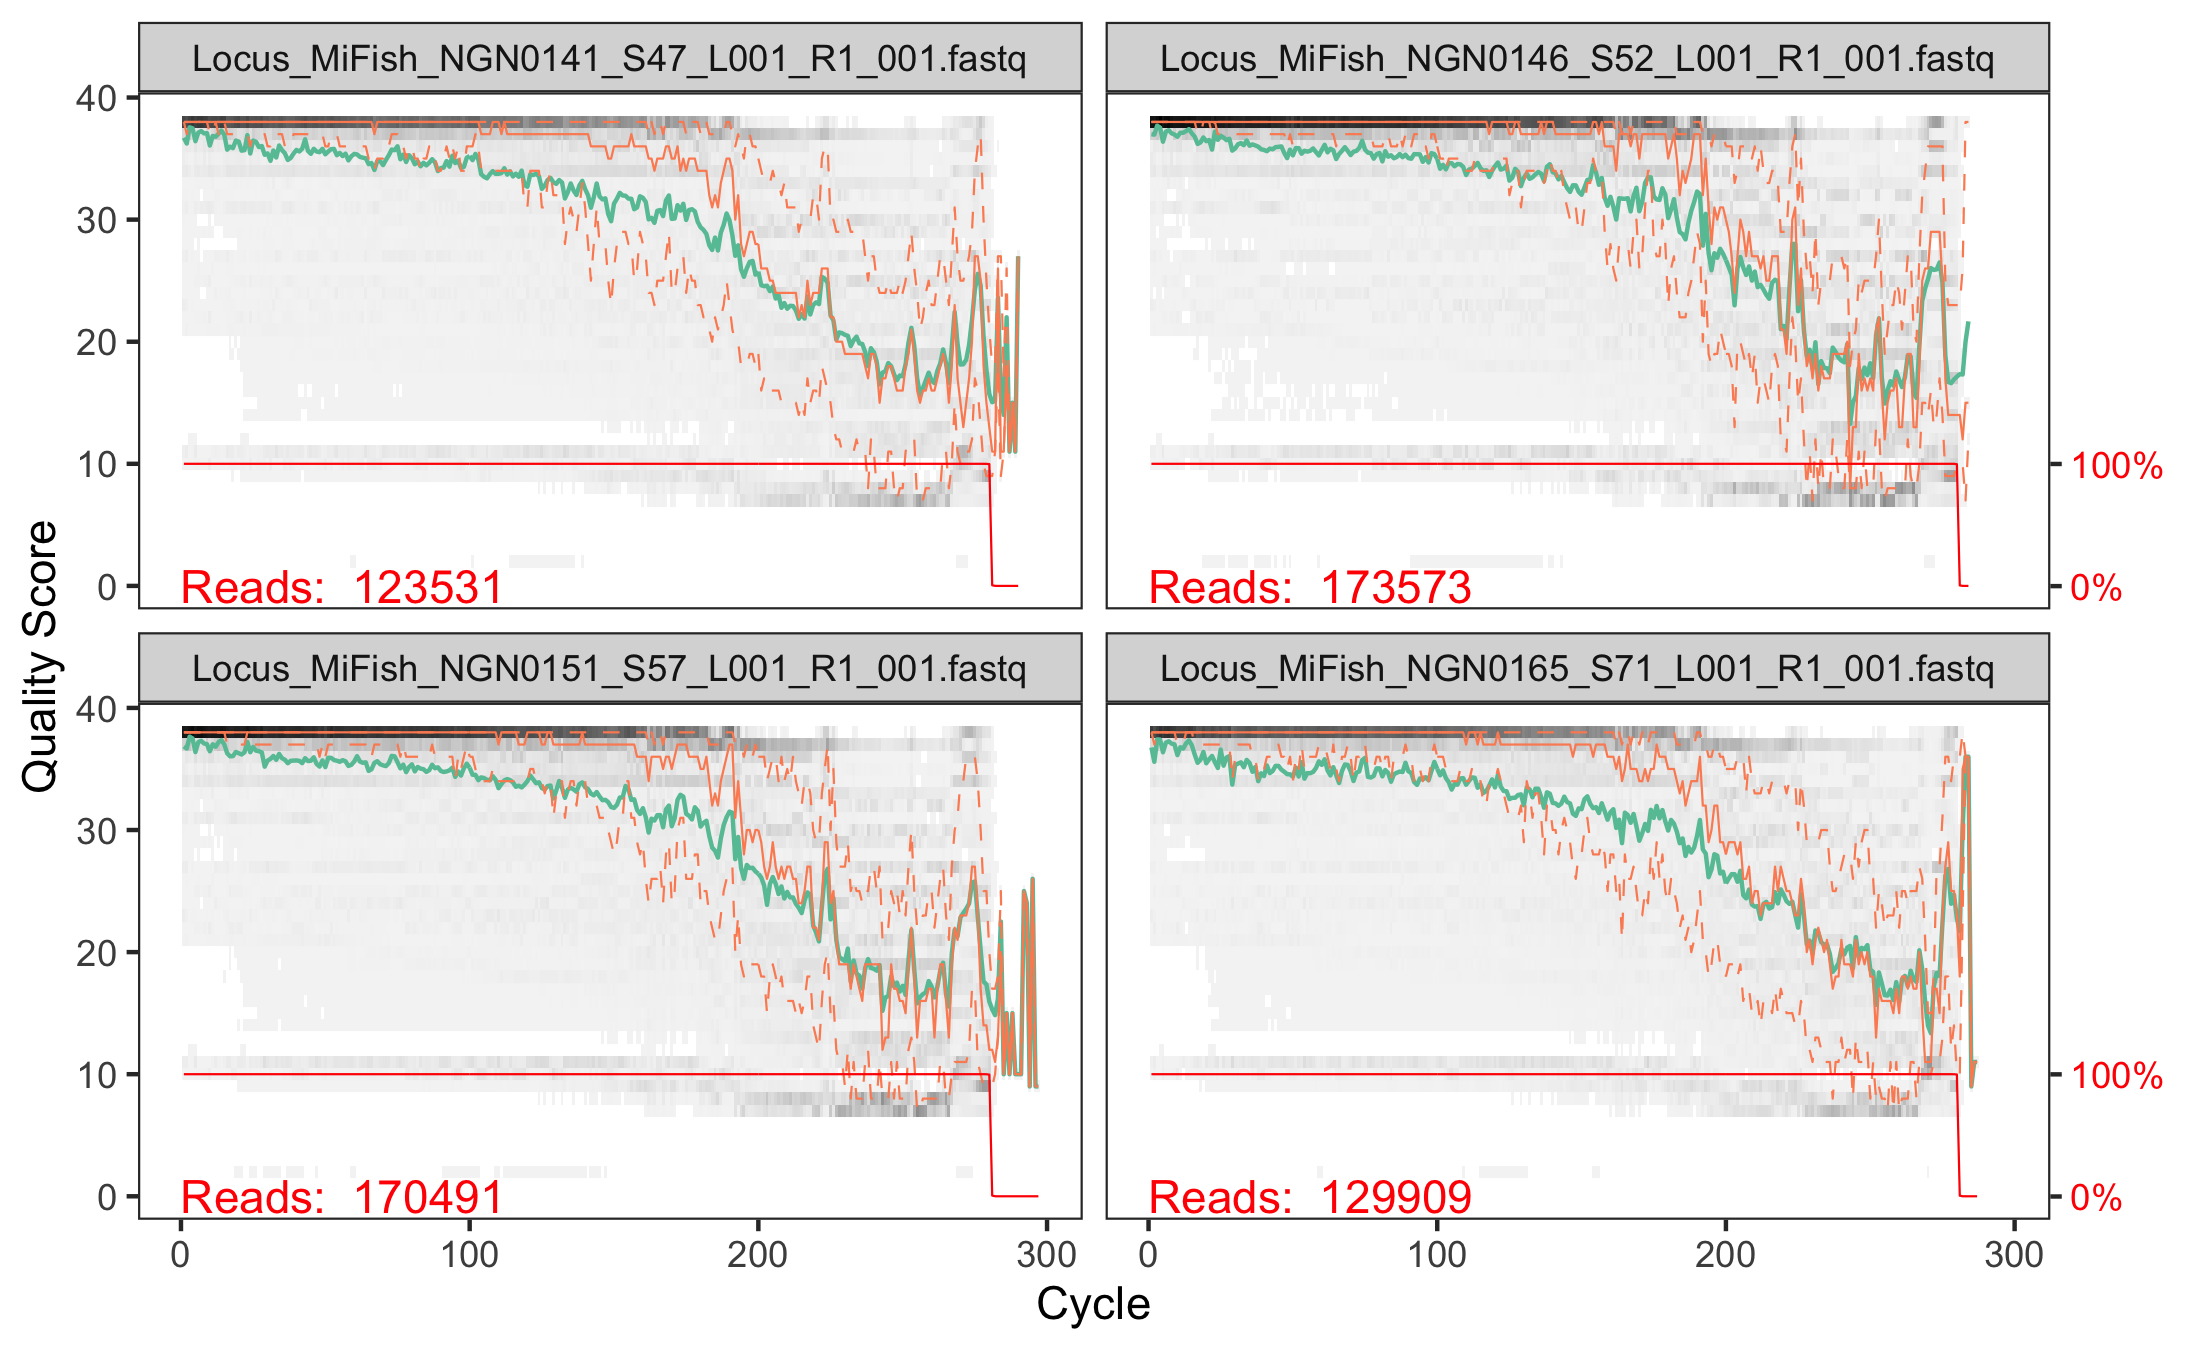 Locus_MiFish_NGN0141_S47_L001_R1_001.fastq
Locus_MiFish_NGN0146_S52_L001_R1_001.fastq
40
30
20
10
0
100%
0%
Reads: 123531
Reads: 173573
Quality Score
Locus_MiFish_NGN0151_S57_L001_R1_001.fastq
Locus_MiFish_NGN0165_S71_L001_R1_001.fastq
40
30
20
10
0
100%
0%
Reads: 170491
Reads: 129909
0 100 200 300
0 100 200 300
Cycle